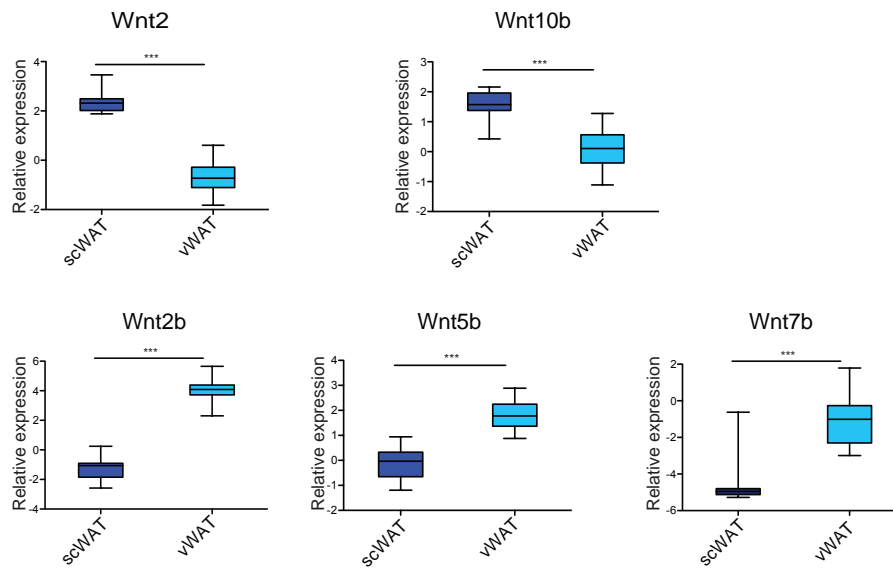 Wnt2
Relative expression
4
2
0
-2
***
scWAT
vWAT
Wnt10b
Relative expression
3
2
1
0
-1
-2
***
scWAT
vWAT
Wnt2b
Relative expression
6
4
2
0
-2
-4
***
scWAT
vWAT
Wnt5b
Relative expression
4
3
2
1
0
-1
-2
***
scWAT
vWAT
Wnt7b
Relative expression
2
0
-2
-4
-6
***
scWAT
vWAT